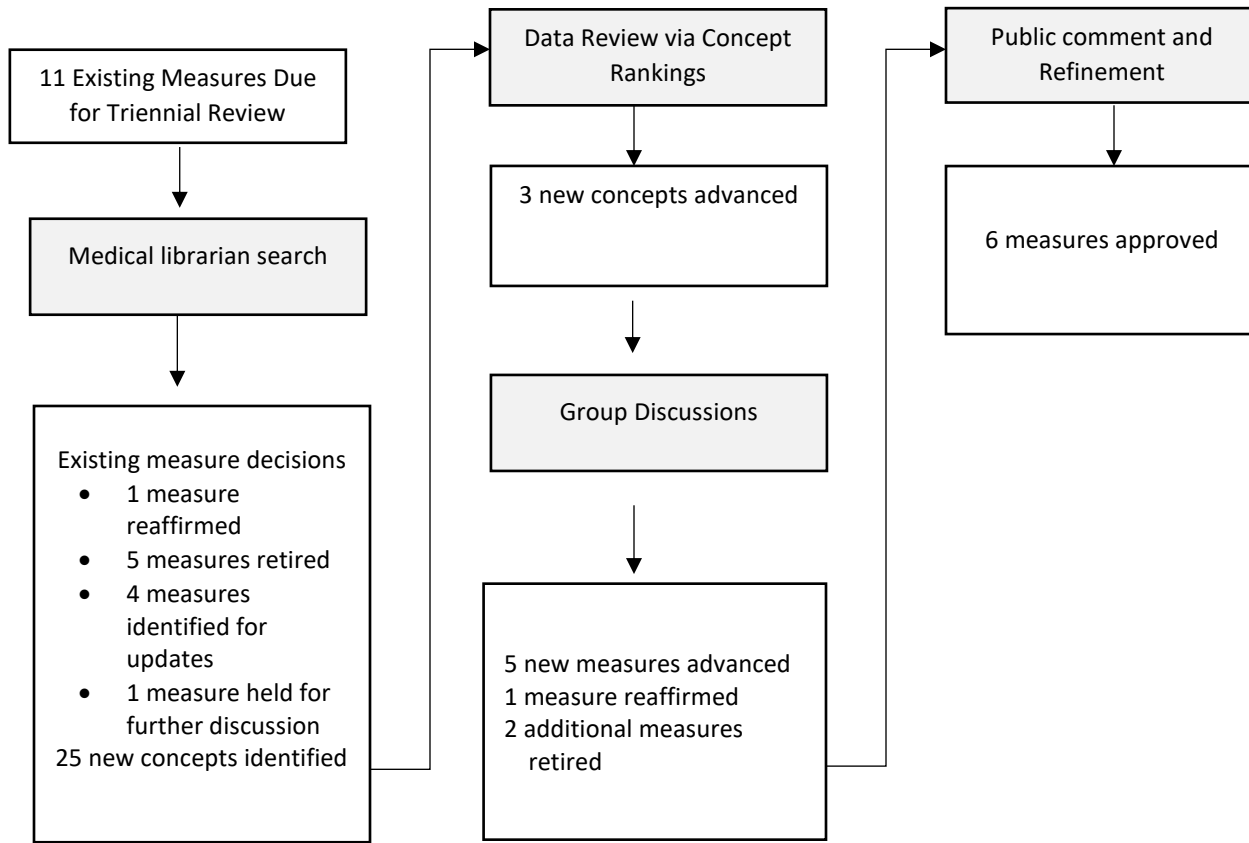 11 Existing Measures Due
for Triennial Review
Medical librarian search
Existing measure decisions
• 1 measure
reaffirmed
• 5 measures retired
• 4 measures
identified for
updates
• 1 measure held for
further discussion
25 new concepts identified
Data Review via Concept
Rankings
3 new concepts advanced
Group Discussions
5 new measures advanced
1 measure reaffirmed
2 additional measures
retired
Public comment and
Refinement
6 measures approved